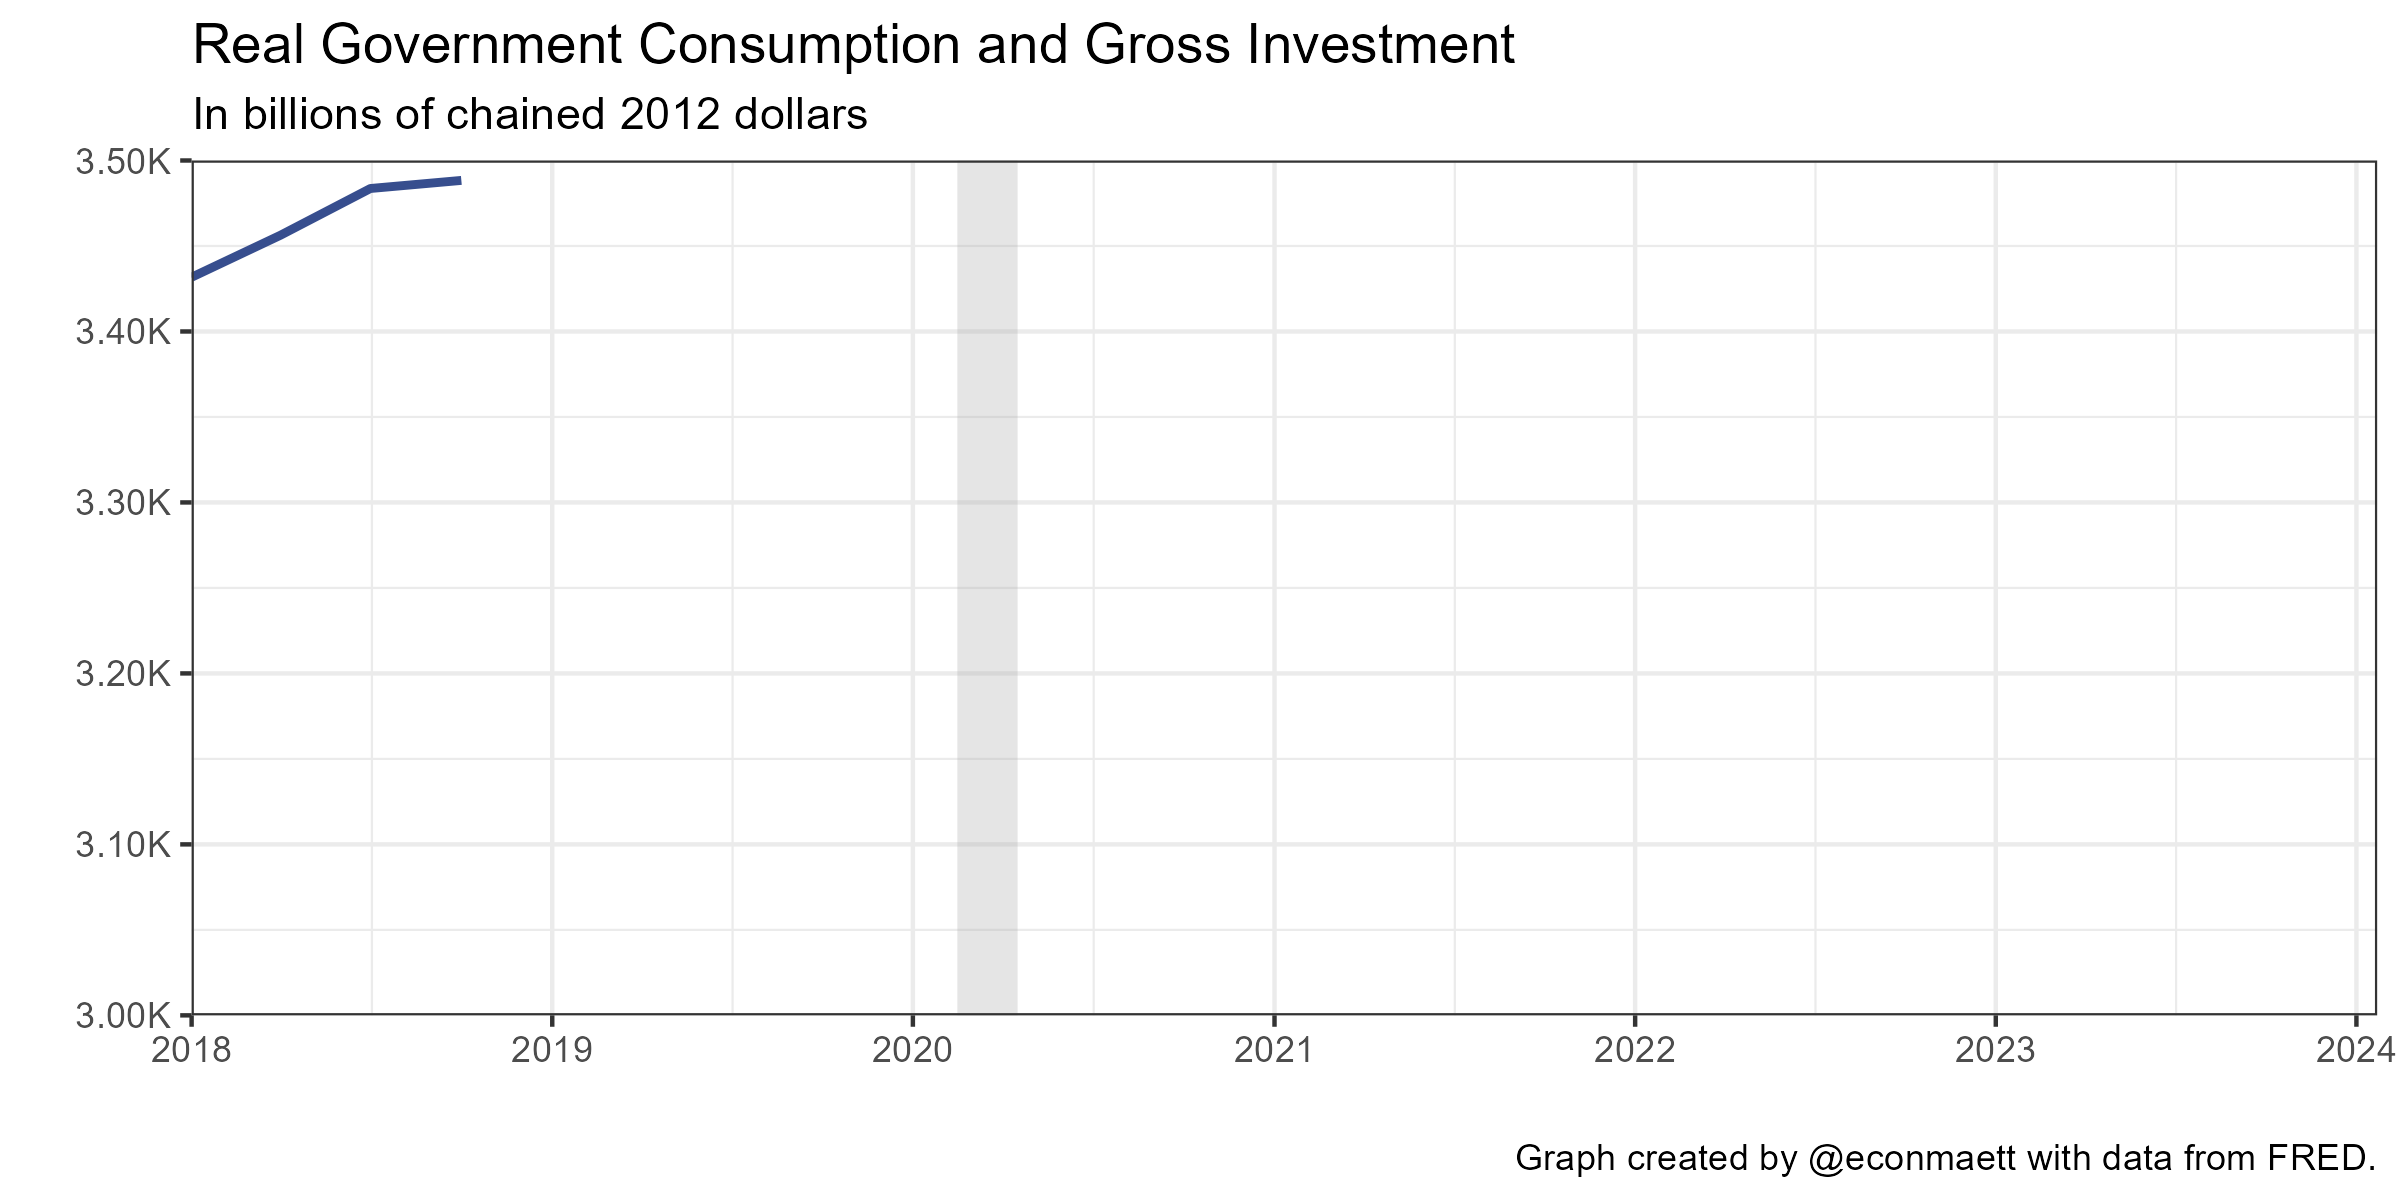 Real Government Consumption and Gross Investment
In billions of chained 2012 dollars
3.50K
3.40K
3.30K
3.20K
3.10K
3.00K
2018 2019 2020 2021 2022 2023 2024
Graph created by @econmaett with data from FRED.